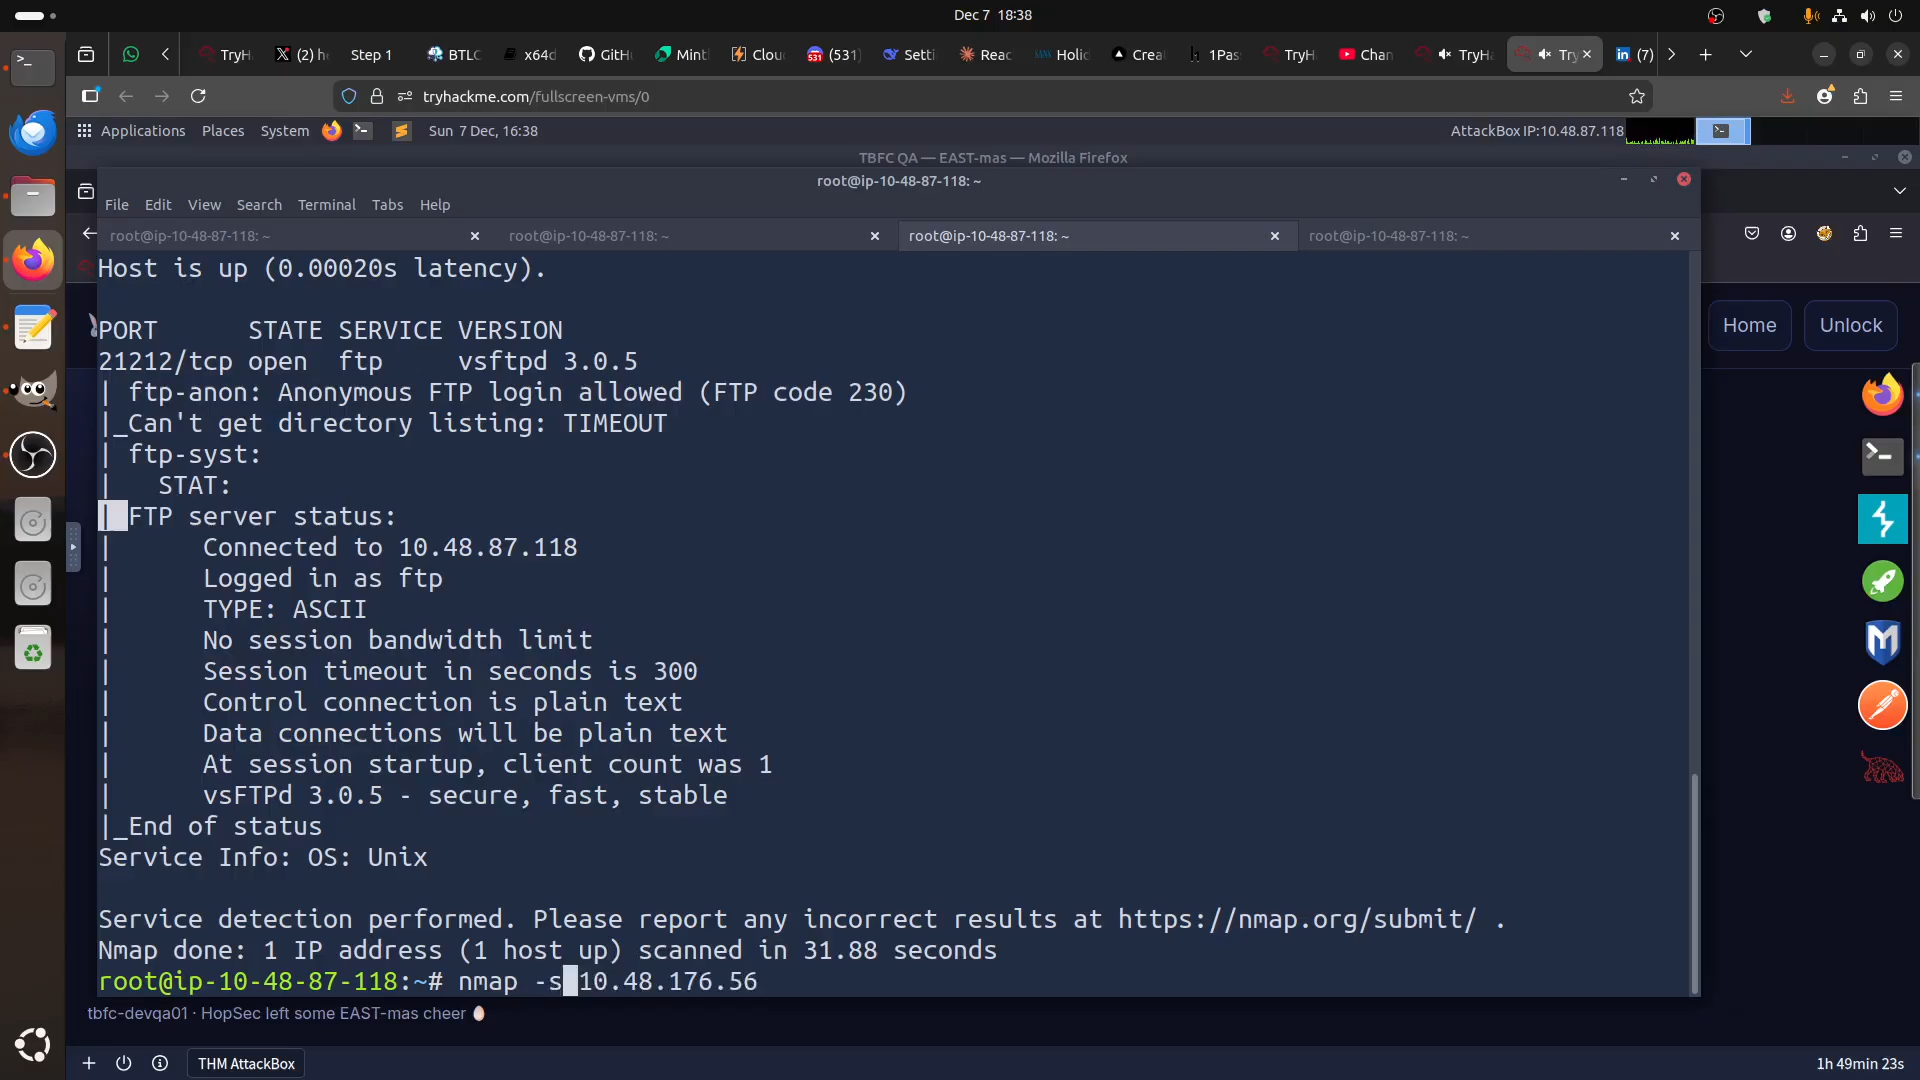 Dec 7 18:38
TryH
(2) he
Step 1
BTLC
x64d
GitHu
Mintl
Clou
(531)
Setti
Reac
Holid
Crea
1Pas
TryH
Chan
TryHa
Try
(7)
tryhackme.com/fullscreen-vms/0
Applications Places System
Sun 7 Dec, 16:38
AttackBox IP:10.48.87.118
TBFC QA — EAST-mas — Mozilla Firefox
root@ip-10-48-87-118: ~
File Edit View Search Terminal Tabs Help
root@ip-10-48-87-118: ~
root@ip-10-48-87-118: ~
root@ip-10-48-87-118: ~
root@ip-10-48-87-118: ~
Host is up (0.00020s latency).
PORT      STATE SERVICE VERSION
21212/tcp open  ftp     vsftpd 3.0.5
| ftp-anon: Anonymous FTP login allowed (FTP code 230)
|_Can't get directory listing: TIMEOUT
| ftp-syst:
|   STAT:
| FTP server status:
|      Connected to 10.48.87.118
|      Logged in as ftp
|      TYPE: ASCII
|      No session bandwidth limit
|      Session timeout in seconds is 300
|      Control connection is plain text
|      Data connections will be plain text
|      At session startup, client count was 1
|      vsFTPd 3.0.5 - secure, fast, stable
|_End of status
Service Info: OS: Unix
Service detection performed. Please report any incorrect results at https://nmap.org/submit/ .
Nmap done: 1 IP address (1 host up) scanned in 31.88 seconds
root@ip-10-48-87-118:~# nmap -s 10.48.176.56
Home
Unlock
tbfc-devqa01 · HopSec left some EAST-mas cheer
THM AttackBox
1h 49min 23s